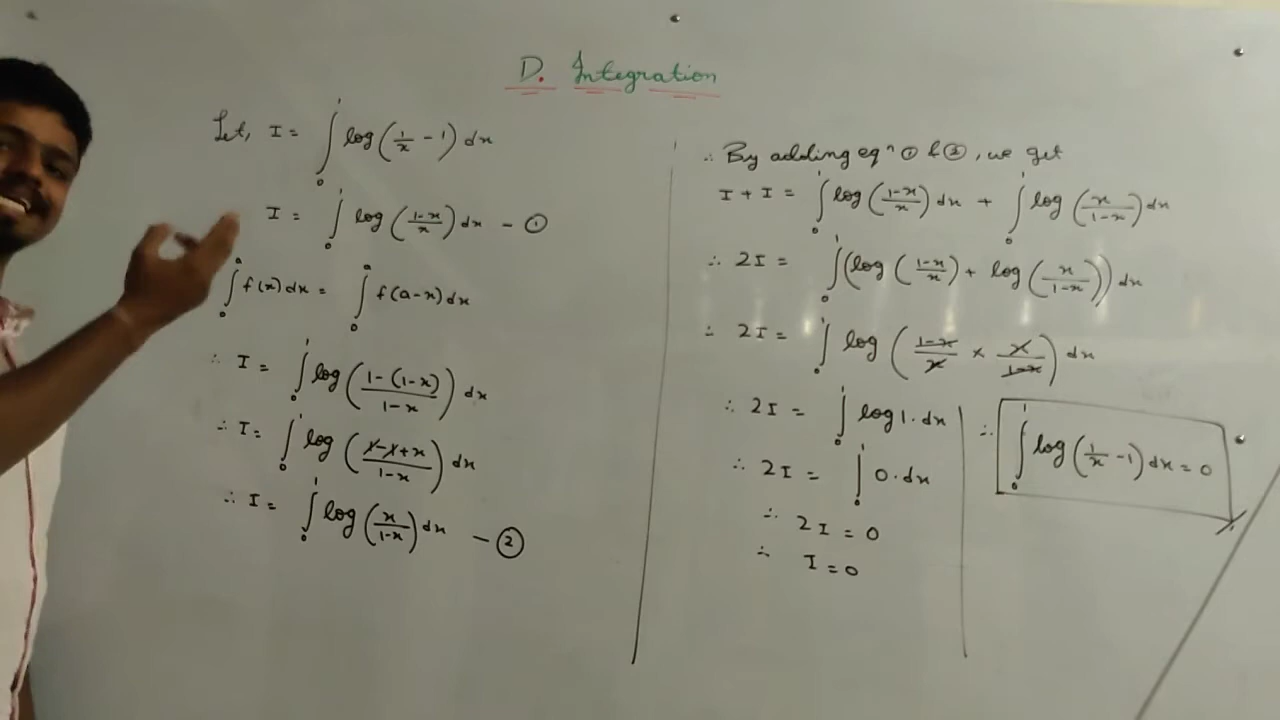 D. Integration
Let, I = ∫₀¹ log(1/x - 1) dx
I = ∫₀¹ log((1-x)/x) dx - ①
∫₀ᵃ f(x) dx = ∫₀ᵃ f(a-x) dx
∴ I = ∫₀¹ log((1-(1-x))/(1-x)) dx
∴ I = ∫₀¹ log((1-1+x)/(1-x)) dx
∴ I = ∫₀¹ log(x/(1-x)) dx - ②
∴ By adding eqⁿ ① & ②, we get
I + I = ∫₀¹ log((1-x)/x) dx + ∫₀¹ log(x/(1-x)) dx
∴ 2I = ∫₀¹ (log((1-x)/x) + log(x/(1-x))) dx
∴ 2I = ∫₀¹ log((1-x)/x × x/(1-x)) dx
∴ 2I = ∫₀¹ log 1 · dx
∴ 2I = ∫₀¹ 0 · dx
∴ 2I = 0
∴ I = 0
∴ ∫₀¹ log(1/x - 1) dx = 0